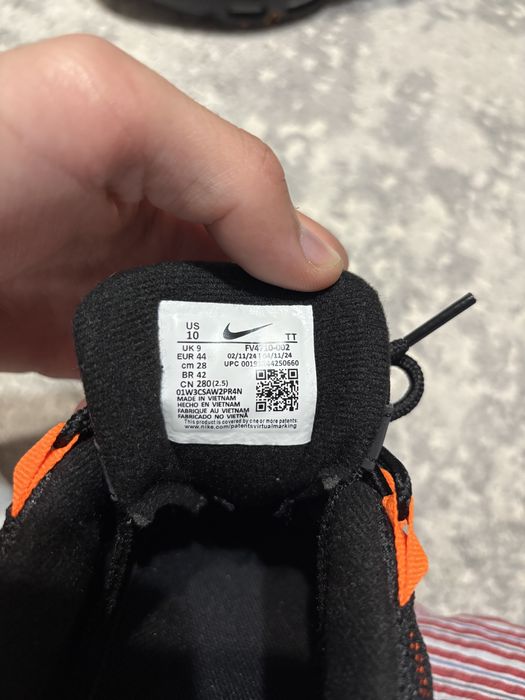 US
10
TT
UK 9
EUR 44
02/11/24
cm 28
BR 42
CN 280 (2.5)
01W3CSAW2PR4N
MADE IN VIETNAM
HECHO EN VIETNAM
FABRIQUÉ AU VIETNAM
FABRICADO NO VIETNÃ
This product is covered by one or more patents:
www.nike.com/patentsvirtualmarking